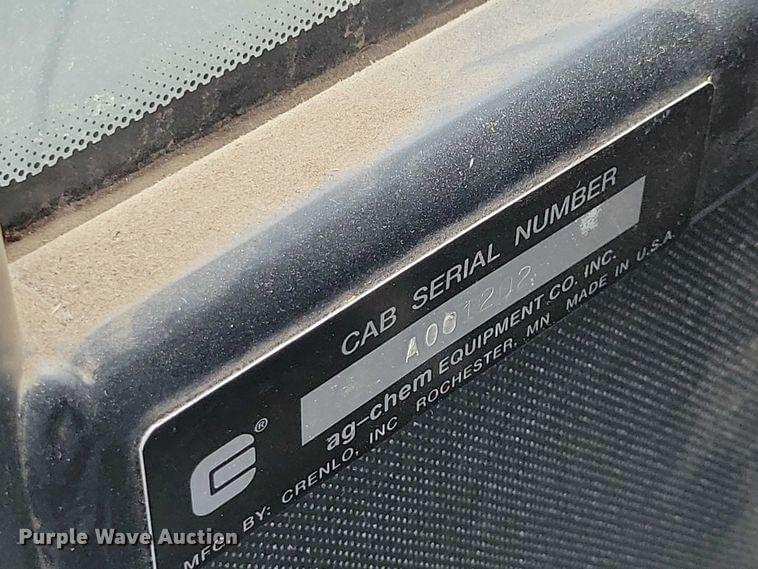 CAB SERIAL NUMBER
A001202
ag-chem EQUIPMENT CO. INC.
MFG BY: CRENLO, INC ROCHESTER, MN MADE IN U.S.A.
C®
Purple Wave Auction®